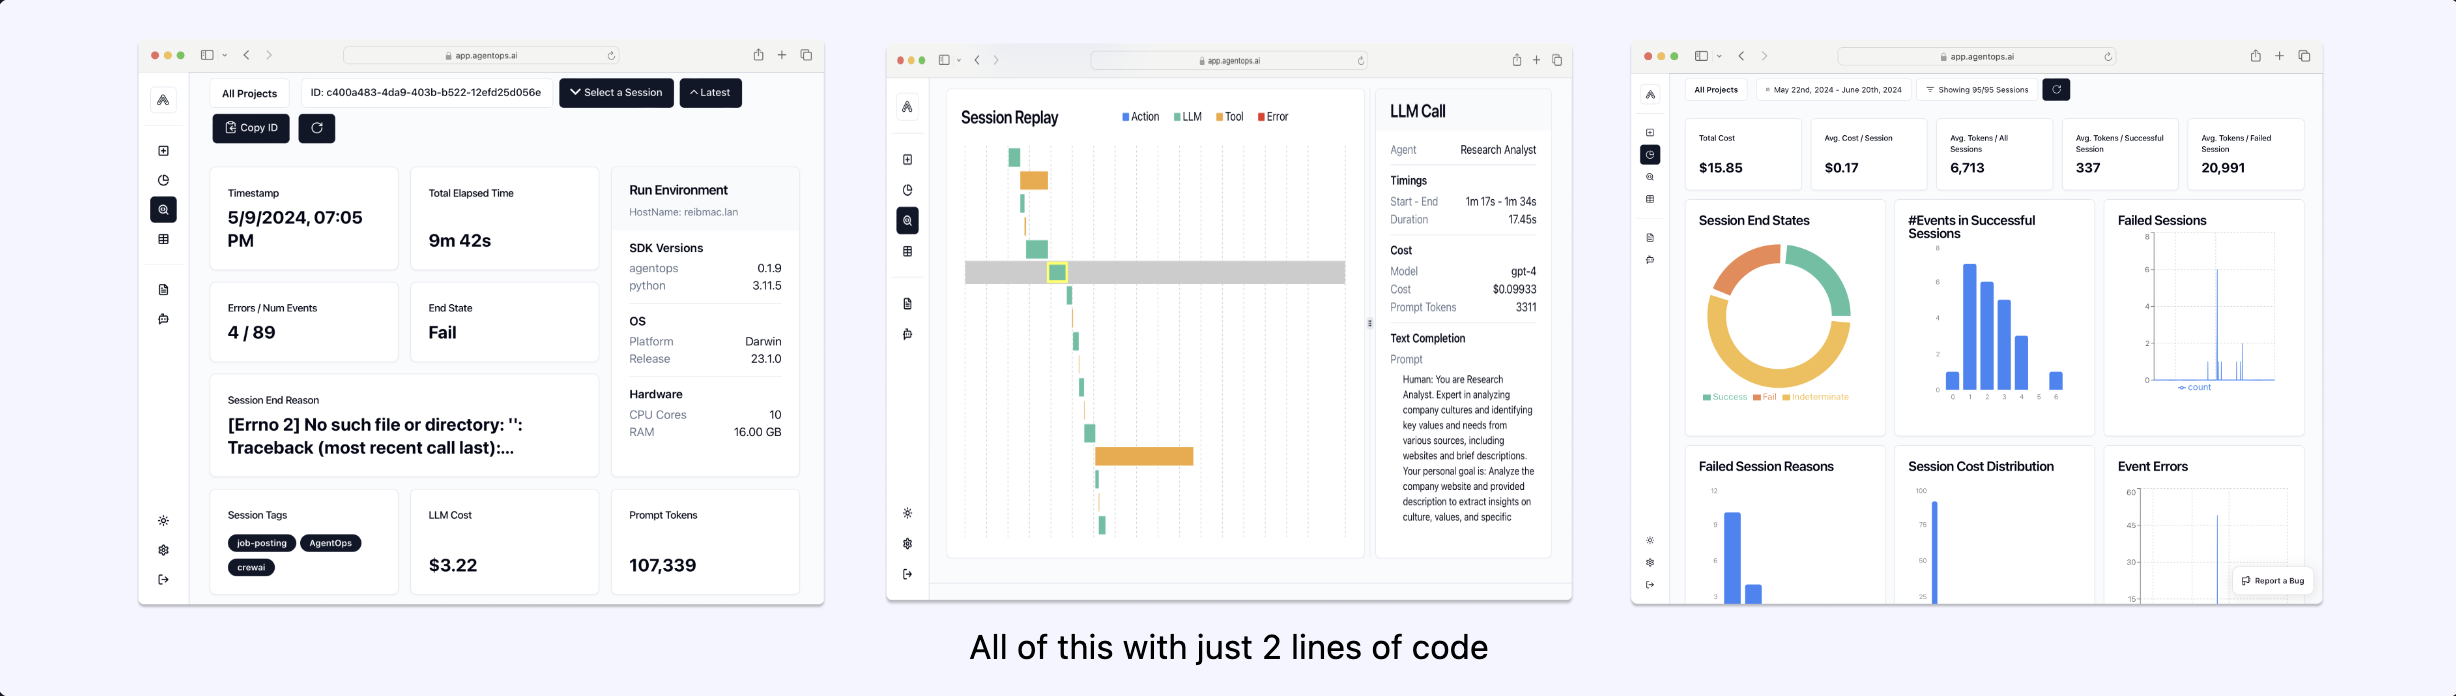 app.agentops.ai
All Projects
ID: c400a483-4da9-403b-b522-12efd25d056e
Select a Session
Latest
Copy ID
Timestamp
5/9/2024, 07:05
PM
Total Elapsed Time
9m 42s
Errors / Num Events
4 / 89
End State
Fail
Session End Reason
[Errno 2] No such file or directory: '':
Traceback (most recent call last):...
Session Tags
job-posting
AgentOps
crewai
LLM Cost
$3.22
Prompt Tokens
107,339
Run Environment
HostName: reibmac.lan
SDK Versions
agentops 0.1.9
python 3.11.5
OS
Platform Darwin
Release 23.1.0
Hardware
CPU Cores 10
RAM 16.00 GB
app.agentops.ai
Session Replay
Action LLM Tool Error
LLM Call
Agent Research Analyst
Timings
Start - End 1m 17s - 1m 34s
Duration 17.45s
Cost
Model gpt-4
Cost $0.09933
Prompt Tokens 3311
Text Completion
Prompt
Human: You are Research
Analyst. Expert in analyzing
company cultures and identifying
key values and needs from
various sources, including
websites and brief descriptions.
Your personal goal is: Analyze the
company website and provided
description to extract insights on
culture, values, and specific
app.agentops.ai
All Projects
May 22nd, 2024 - June 20th, 2024
Showing 95/95 Sessions
Total Cost
$15.85
Avg. Cost / Session
$0.17
Avg. Tokens / All
Sessions
6,713
Avg. Tokens / Successful
Session
337
Avg. Tokens / Failed
Session
20,991
Session End States
Success Fail Indeterminate
#Events in Successful
Sessions
8
6
4
2
0
0 1 2 3 4 5 6
Failed Sessions
8
6
4
2
0
count
Failed Session Reasons
12
9
6
3
Session Cost Distribution
100
75
50
25
Event Errors
60
45
30
15
Report a Bug
All of this with just 2 lines of code